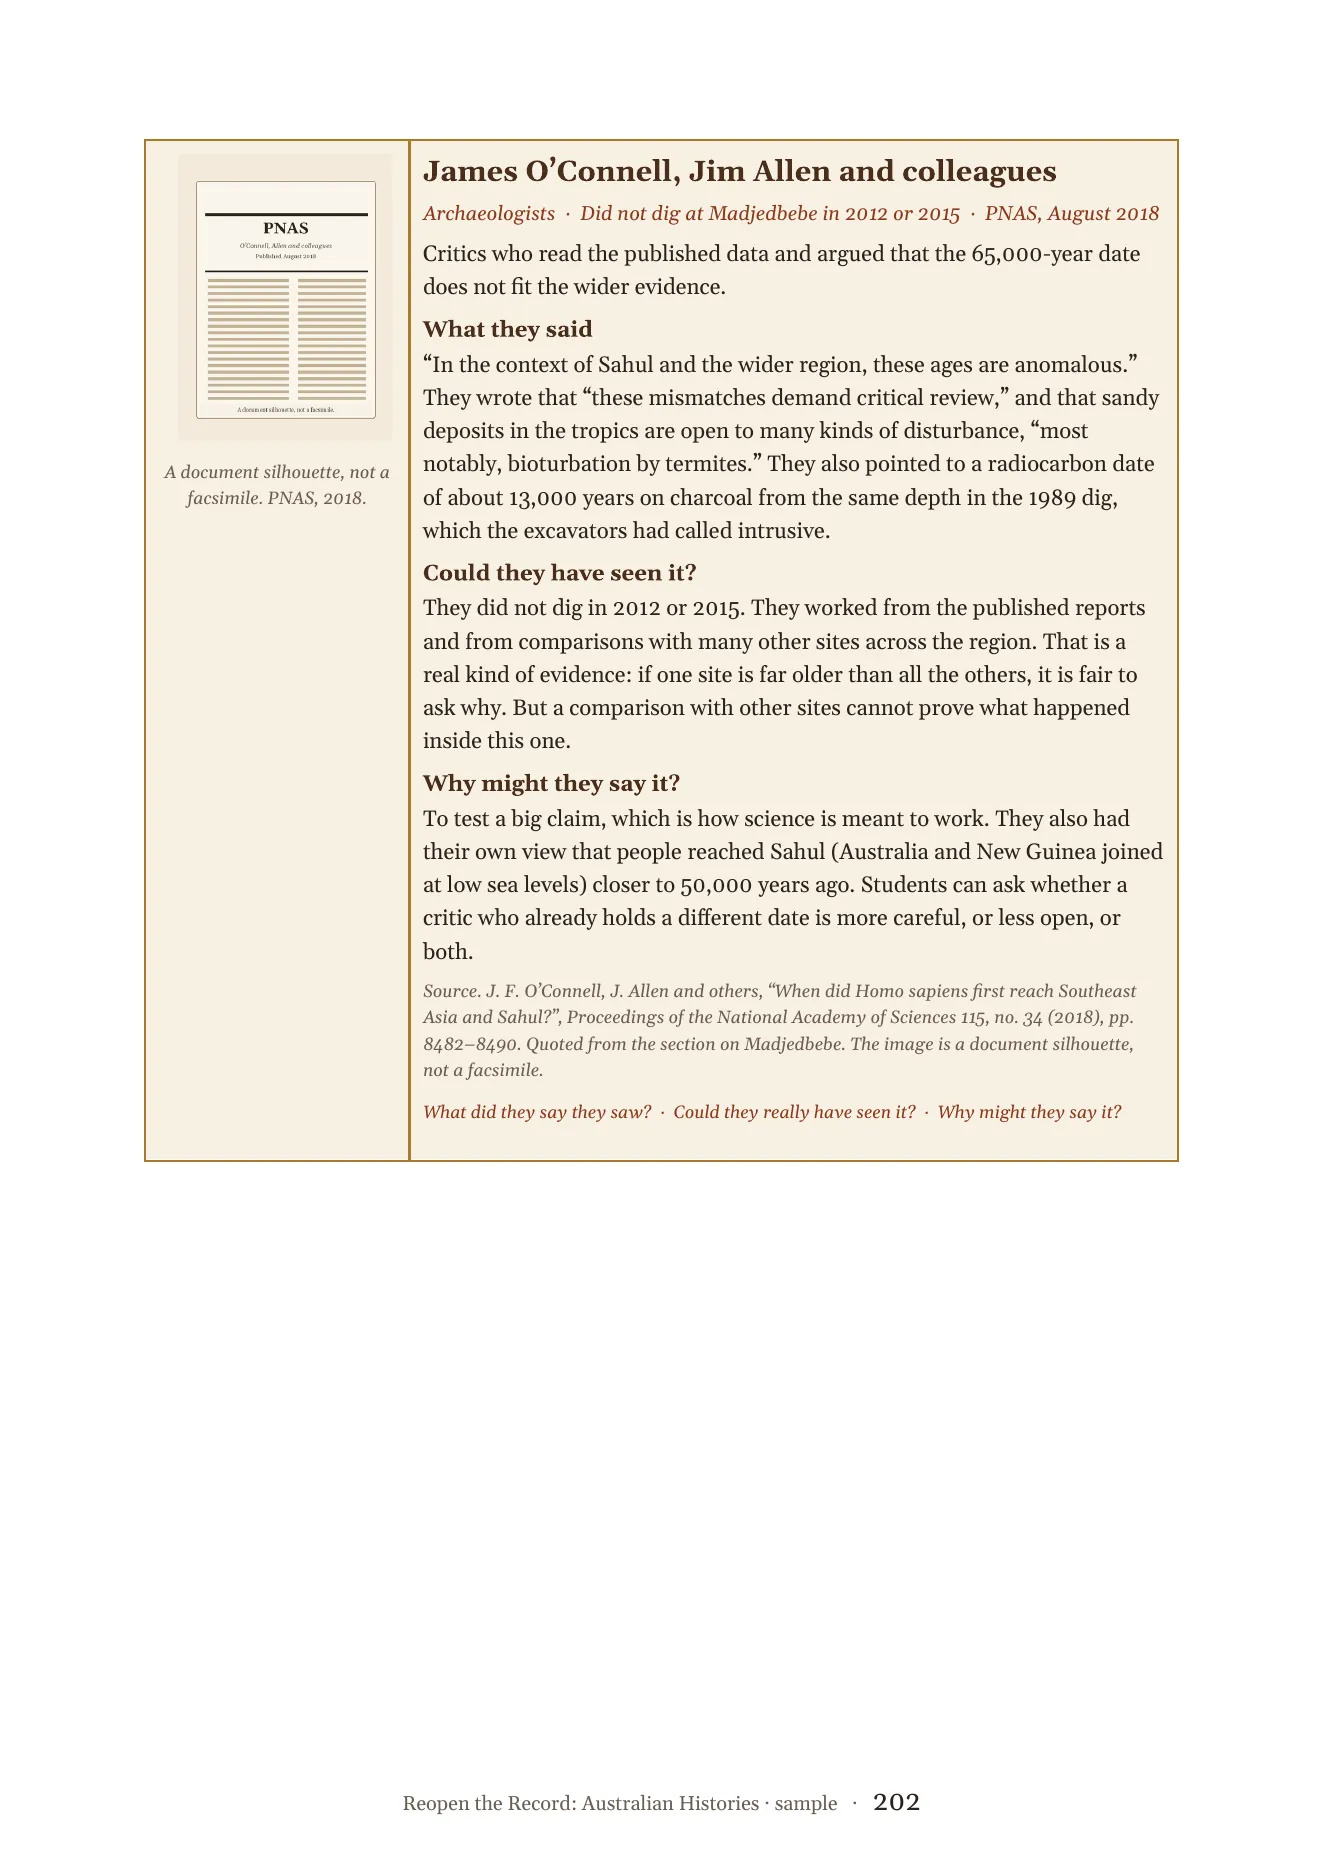 PNAS
O’Connell, Allen and colleagues
Published August 2018
A document silhouette, not a facsimile.
A document silhouette, not a
facsimile. PNAS, 2018.
James O’Connell, Jim Allen and colleagues
Archaeologists · Did not dig at Madjedbebe in 2012 or 2015 · PNAS, August 2018
Critics who read the published data and argued that the 65,000-year date
does not fit the wider evidence.
What they said
“In the context of Sahul and the wider region, these ages are anomalous.”
They wrote that “these mismatches demand critical review,” and that sandy
deposits in the tropics are open to many kinds of disturbance, “most
notably, bioturbation by termites.” They also pointed to a radiocarbon date
of about 13,000 years on charcoal from the same depth in the 1989 dig,
which the excavators had called intrusive.
Could they have seen it?
They did not dig in 2012 or 2015. They worked from the published reports
and from comparisons with many other sites across the region. That is a
real kind of evidence: if one site is far older than all the others, it is fair to
ask why. But a comparison with other sites cannot prove what happened
inside this one.
Why might they say it?
To test a big claim, which is how science is meant to work. They also had
their own view that people reached Sahul (Australia and New Guinea joined
at low sea levels) closer to 50,000 years ago. Students can ask whether a
critic who already holds a different date is more careful, or less open, or
both.
Source. J. F. O’Connell, J. Allen and others, “When did Homo sapiens first reach Southeast
Asia and Sahul?”, Proceedings of the National Academy of Sciences 115, no. 34 (2018), pp.
8482–8490. Quoted from the section on Madjedbebe. The image is a document silhouette,
not a facsimile.
What did they say they saw? · Could they really have seen it? · Why might they say it?
Reopen the Record: Australian Histories · sample · 202